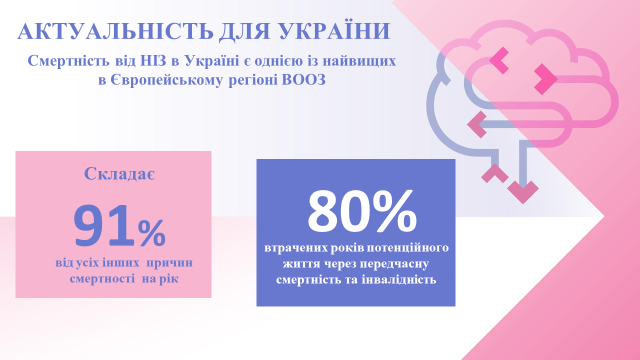 АКТУАЛЬНІСТЬ ДЛЯ УКРАЇНИ
Смертність від НІЗ в Україні є однією із найвищих
в Європейському регіоні ВООЗ
Складає
91%
від усіх інших причин
смертності на рік
80%
втрачених років потенційного
життя через передчасну
смертність та інвалідність